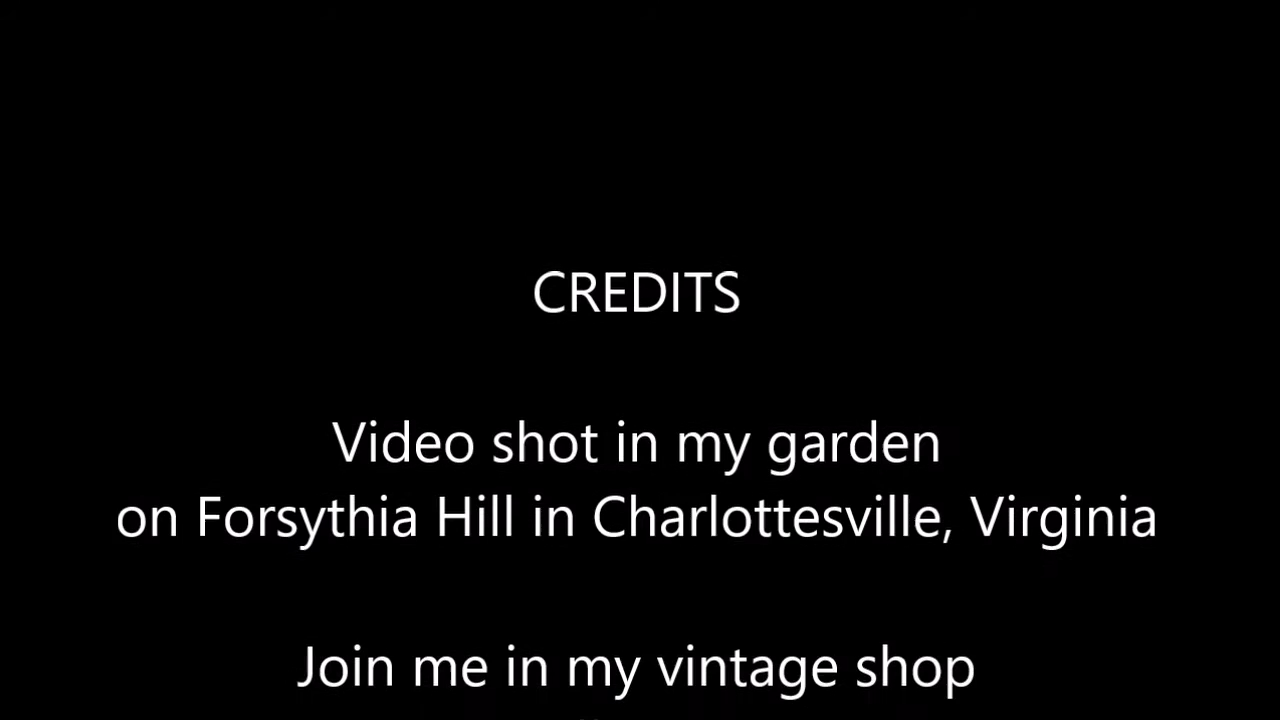 CREDITS
Video shot in my garden
on Forsythia Hill in Charlottesville, Virginia
Join me in my vintage shop